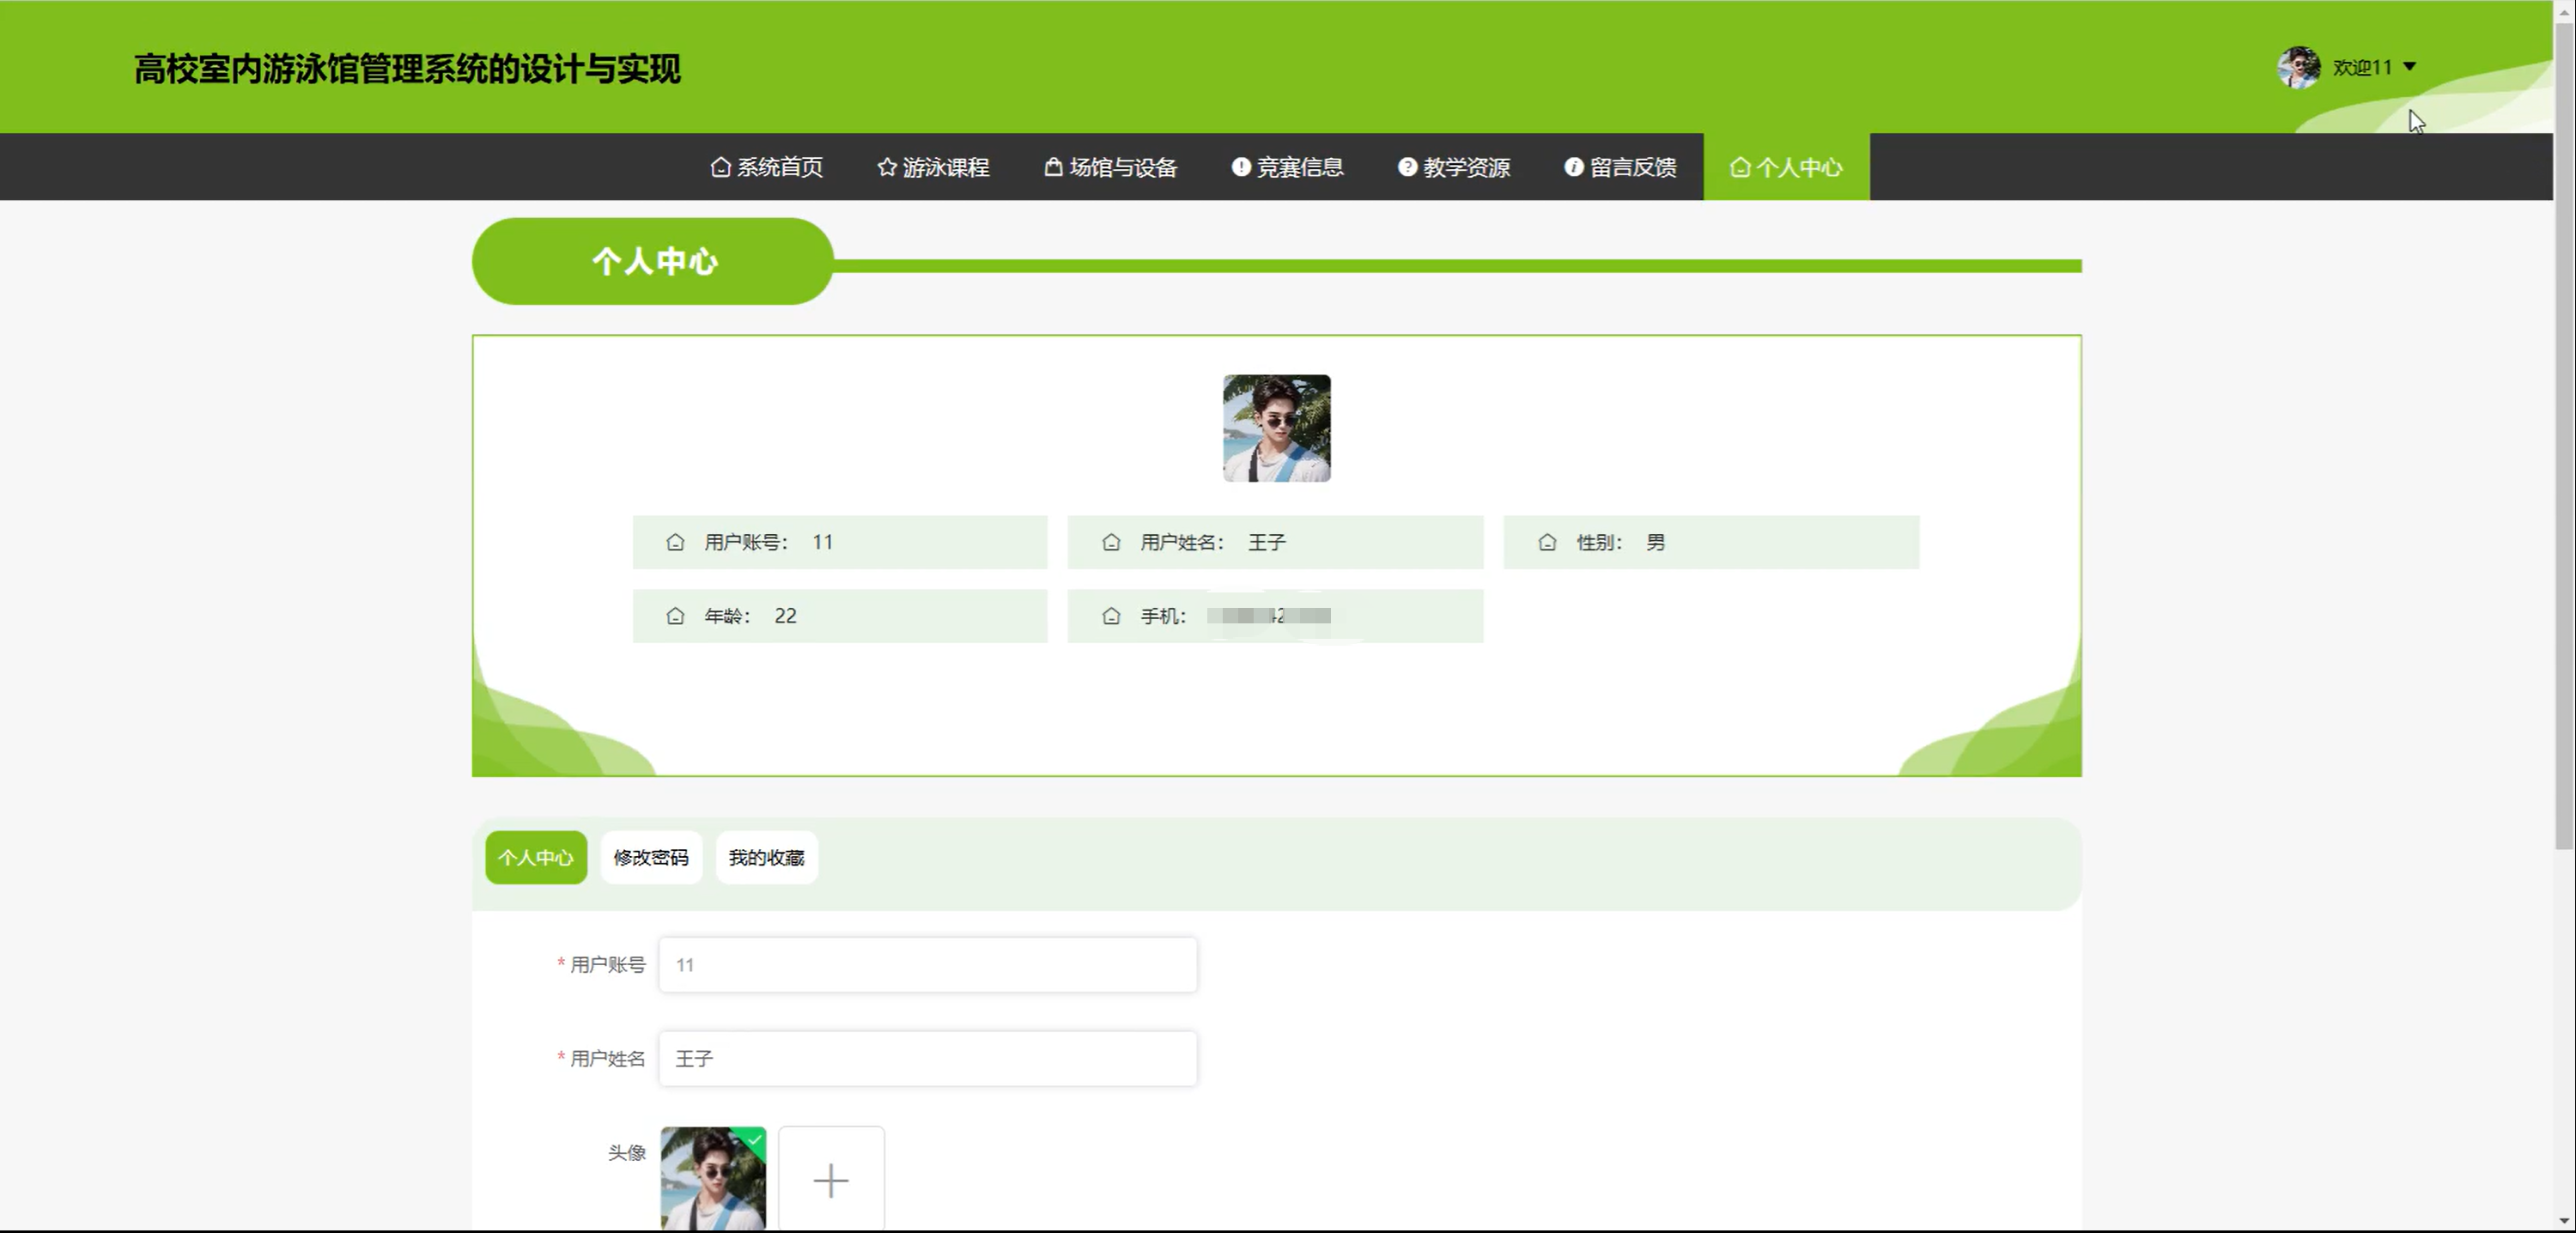 高校室内游泳馆管理系统的设计与实现
欢迎11
系统首页 游泳课程 场馆与设备 竞赛信息 教学资源 留言反馈 个人中心
个人中心
用户账号： 11 用户姓名： 王子 性别： 男
年龄： 22 手机：
个人中心 修改密码 我的收藏
* 用户账号 11
* 用户姓名 王子
头像